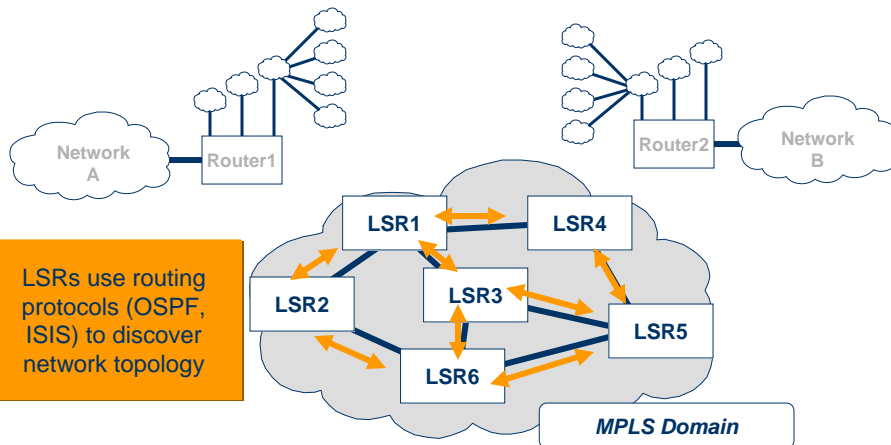 Network
A
Router1
Router2
Network
B
LSR1
LSR4
LSRs use routing
protocols (OSPF,
ISIS) to discover
network topology
LSR2
LSR3
LSR5
LSR6
MPLS Domain